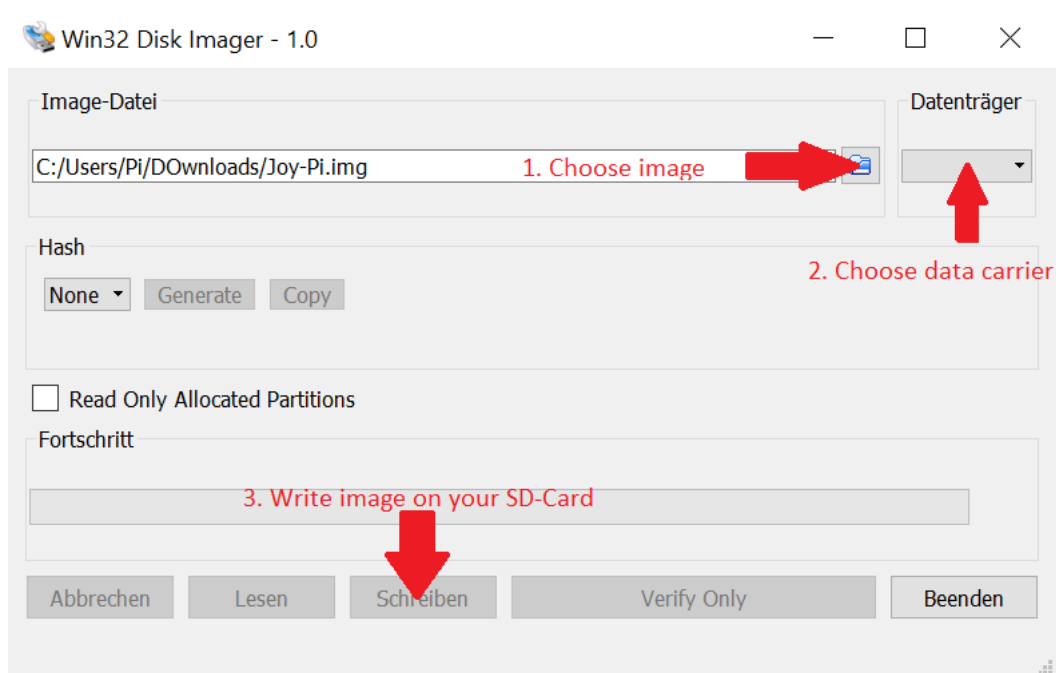 Win32 Disk Imager - 1.0
Image-Datei
Datenträger
C:/Users/Pi/DOwnloads/Joy-Pi.img
1. Choose image
2. Choose data carrier
Hash
None Generate Copy
Read Only Allocated Partitions
Fortschritt
3. Write image on your SD-Card
Abbrechen Lesen Schreiben Verify Only Beenden